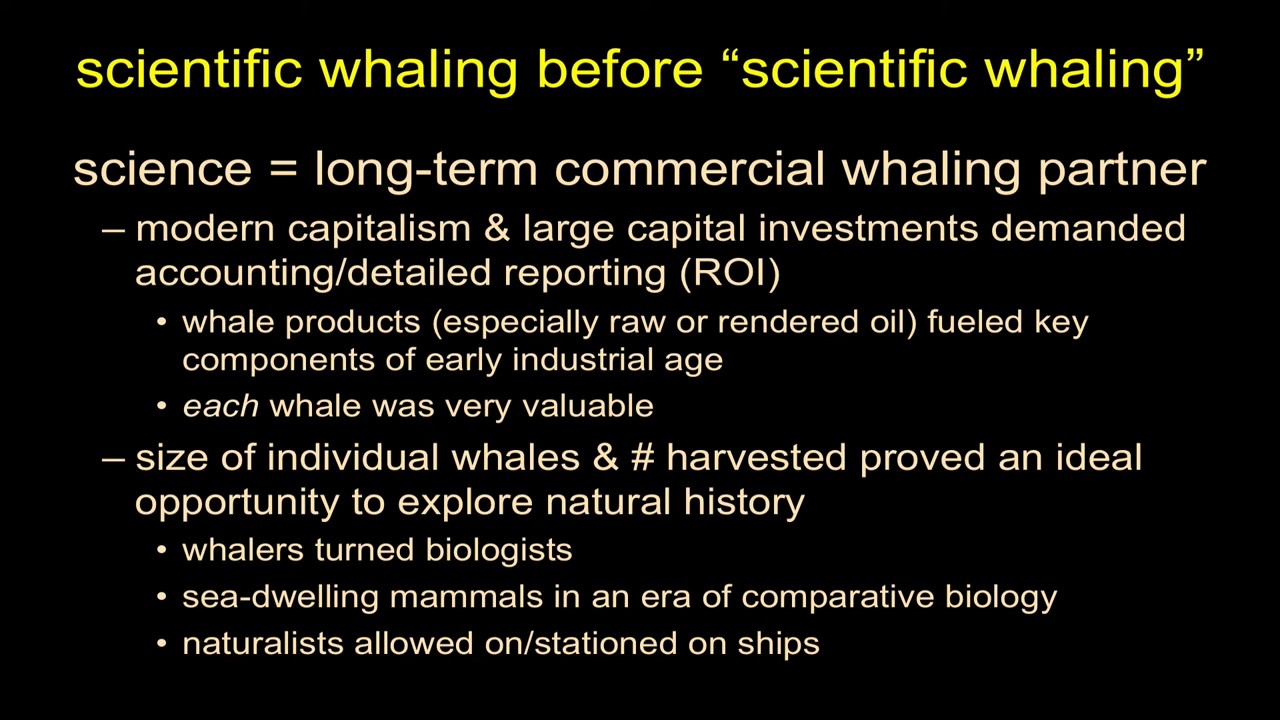 scientific whaling before “scientific whaling”
science = long-term commercial whaling partner
– modern capitalism & large capital investments demanded
accounting/detailed reporting (ROI)
• whale products (especially raw or rendered oil) fueled key
components of early industrial age
• each whale was very valuable
– size of individual whales & # harvested proved an ideal
opportunity to explore natural history
• whalers turned biologists
• sea-dwelling mammals in an era of comparative biology
• naturalists allowed on/stationed on ships